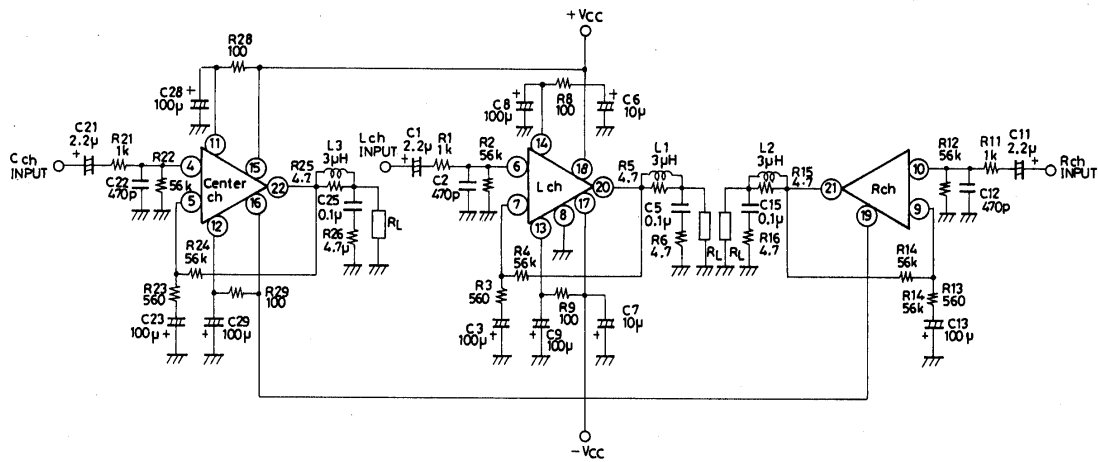 +VCC
R28
100
C28
100μ
+
C8
100μ
+
R8
100
C6
10μ
+
C21
2.2μ
+
R21
1k
R22
56k
C22
470p
C ch
INPUT
4
11
15
5
Center
ch
22
16
12
R25
4.7
L3
3μH
C25
0.1μ
R26
4.7μ
RL
R24
56k
R23
560
C23
100μ
+
C29
100μ
+
R29
100
L ch
INPUT
C1
2.2μ
+
R1
1k
R2
56k
C2
470p
14
6
18
L ch
20
7
17
13
8
R5
4.7
L1
3μH
C5
0.1μ
R6
4.7
RL
R4
56k
R3
560
C3
100μ
+
C9
100μ
+
R9
100
C7
10μ
+
L2
3μH
R15
4.7
C15
0.1μ
R16
4.7
RL
21
Rch
10
9
19
R12
56k
R11
1k
C11
2.2μ
+
C12
470p
Rch
INPUT
R14
56k
R14
56k
R13
560
C13
100μ
+
-VCC